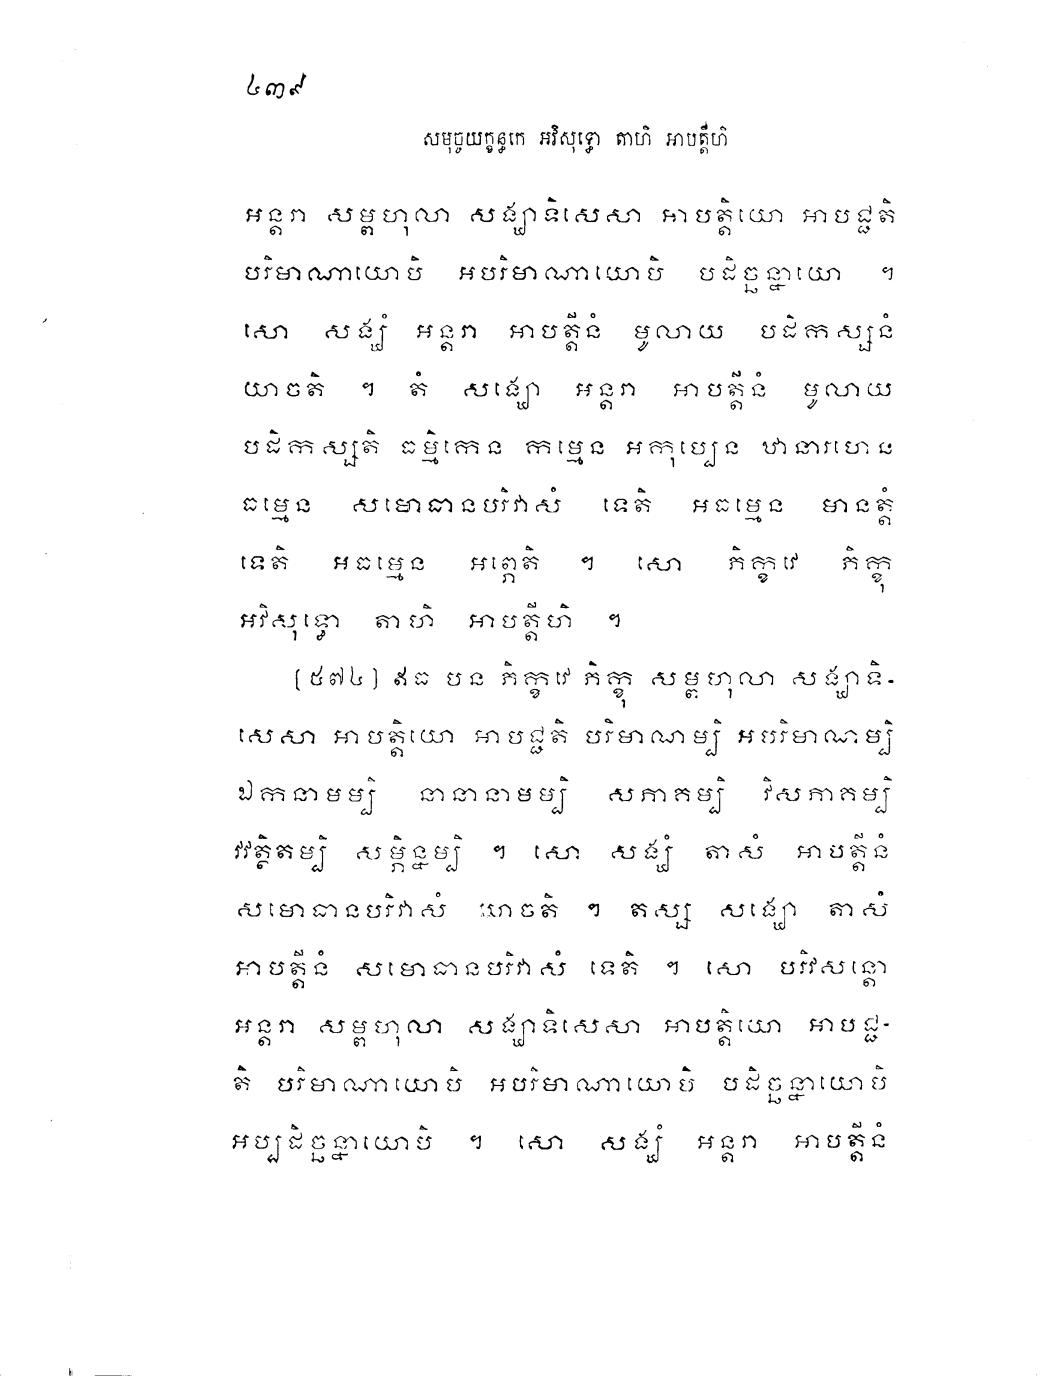 ៤៣៩
សមុច្ចយក្ខន្ធកេ អវិសុទ្ធោ តាហិ អាបត្តីហិ
អន្តរា សម្ពហុលា សង្ឃាទិសេសា អាបត្តិយោ អាបជ្ជតិ
បរិមាណាយោបិ អបរិមាណាយោបិ បដិច្ឆន្នាយោ ។
សោ សង្ឃំ អន្តរា អាបត្តីនំ មូលាយ បដិកស្សនំ
យាចតិ ។ តំ សង្ឃោ អន្តរា អាបត្តីនំ មូលាយ
បដិកស្សតិ ធម្មិកេន កម្មេន អកុប្បេន ឋានារហេន
ធម្មេន សមោធានបរិវាសំ ទេតិ អធម្មេន មានត្តំ
ទេតិ អធម្មេន អព្ភេតិ ។ សោ ភិក្ខវេ ភិក្ខុ
អវិសុទ្ធោ តាហិ អាបត្តីហិ ។
[៥៧៤] ឥធ បន ភិក្ខវេ ភិក្ខុ សម្ពហុលា សង្ឃាទិ-
សេសា អាបត្តិយោ អាបជ្ជតិ បរិមាណម្បិ អបរិមាណម្បិ
ឯកនាមម្បិ នានានាមម្បិ សភាគម្បិ វិសភាគម្បិ
វវត្ថិតម្បិ សម្ភិន្នម្បិ ។ សោ សង្ឃំ តាសំ អាបត្តីនំ
សមោធានបរិវាសំ យាចតិ ។ តស្ស សង្ឃោ តាសំ
អាបត្តីនំ សមោធានបរិវាសំ ទេតិ ។ សោ បរិវសន្តោ
អន្តរា សម្ពហុលា សង្ឃាទិសេសា អាបត្តិយោ អាបជ្ជ-
តិ បរិមាណាយោបិ អបរិមាណាយោបិ បដិច្ឆន្នាយោបិ
អប្បដិច្ឆន្នាយោបិ ។ សោ សង្ឃំ អន្តរា អាបត្តីនំ